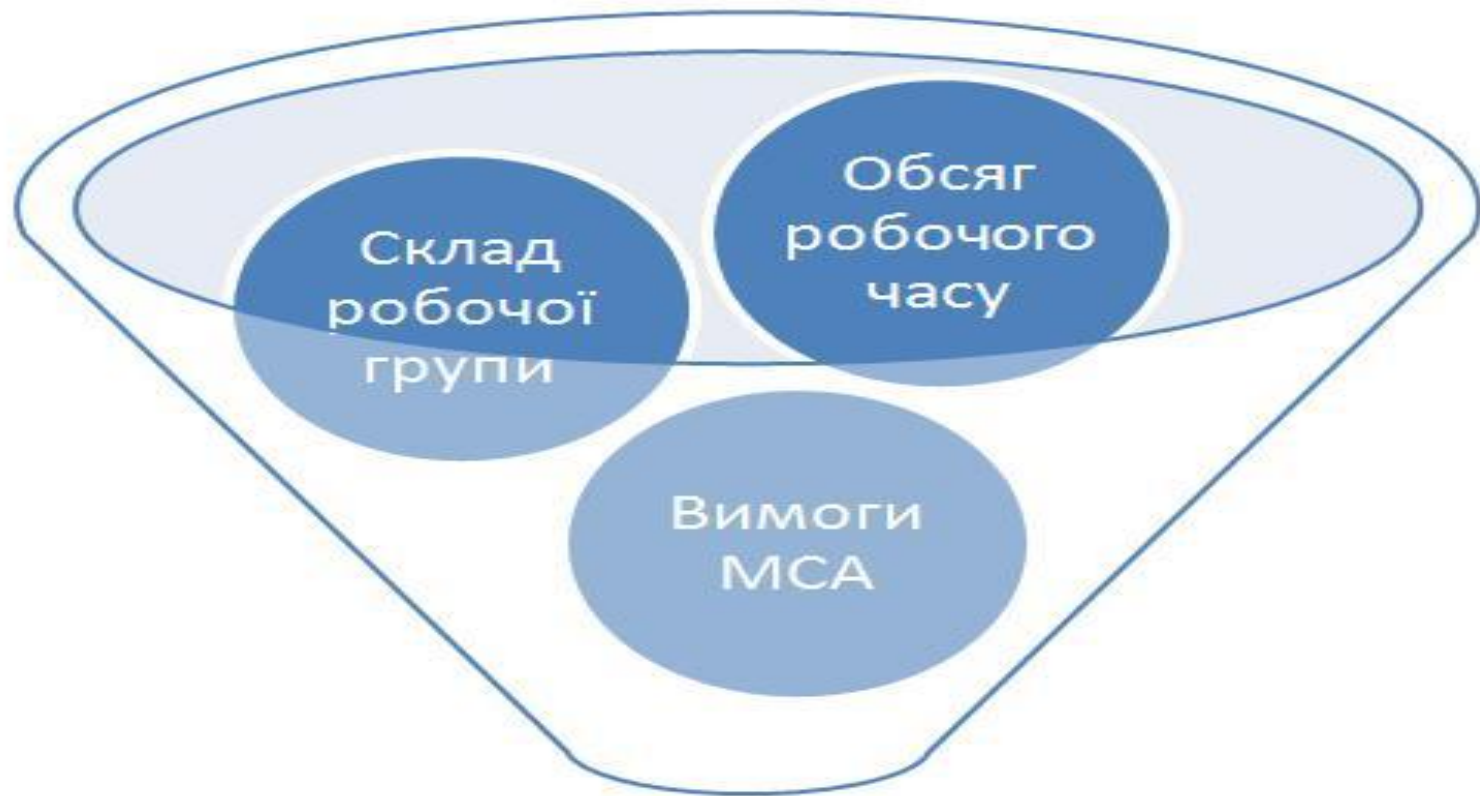 Склад
робочої
групи
Обсяг
робочого
часу
Вимоги
МСА